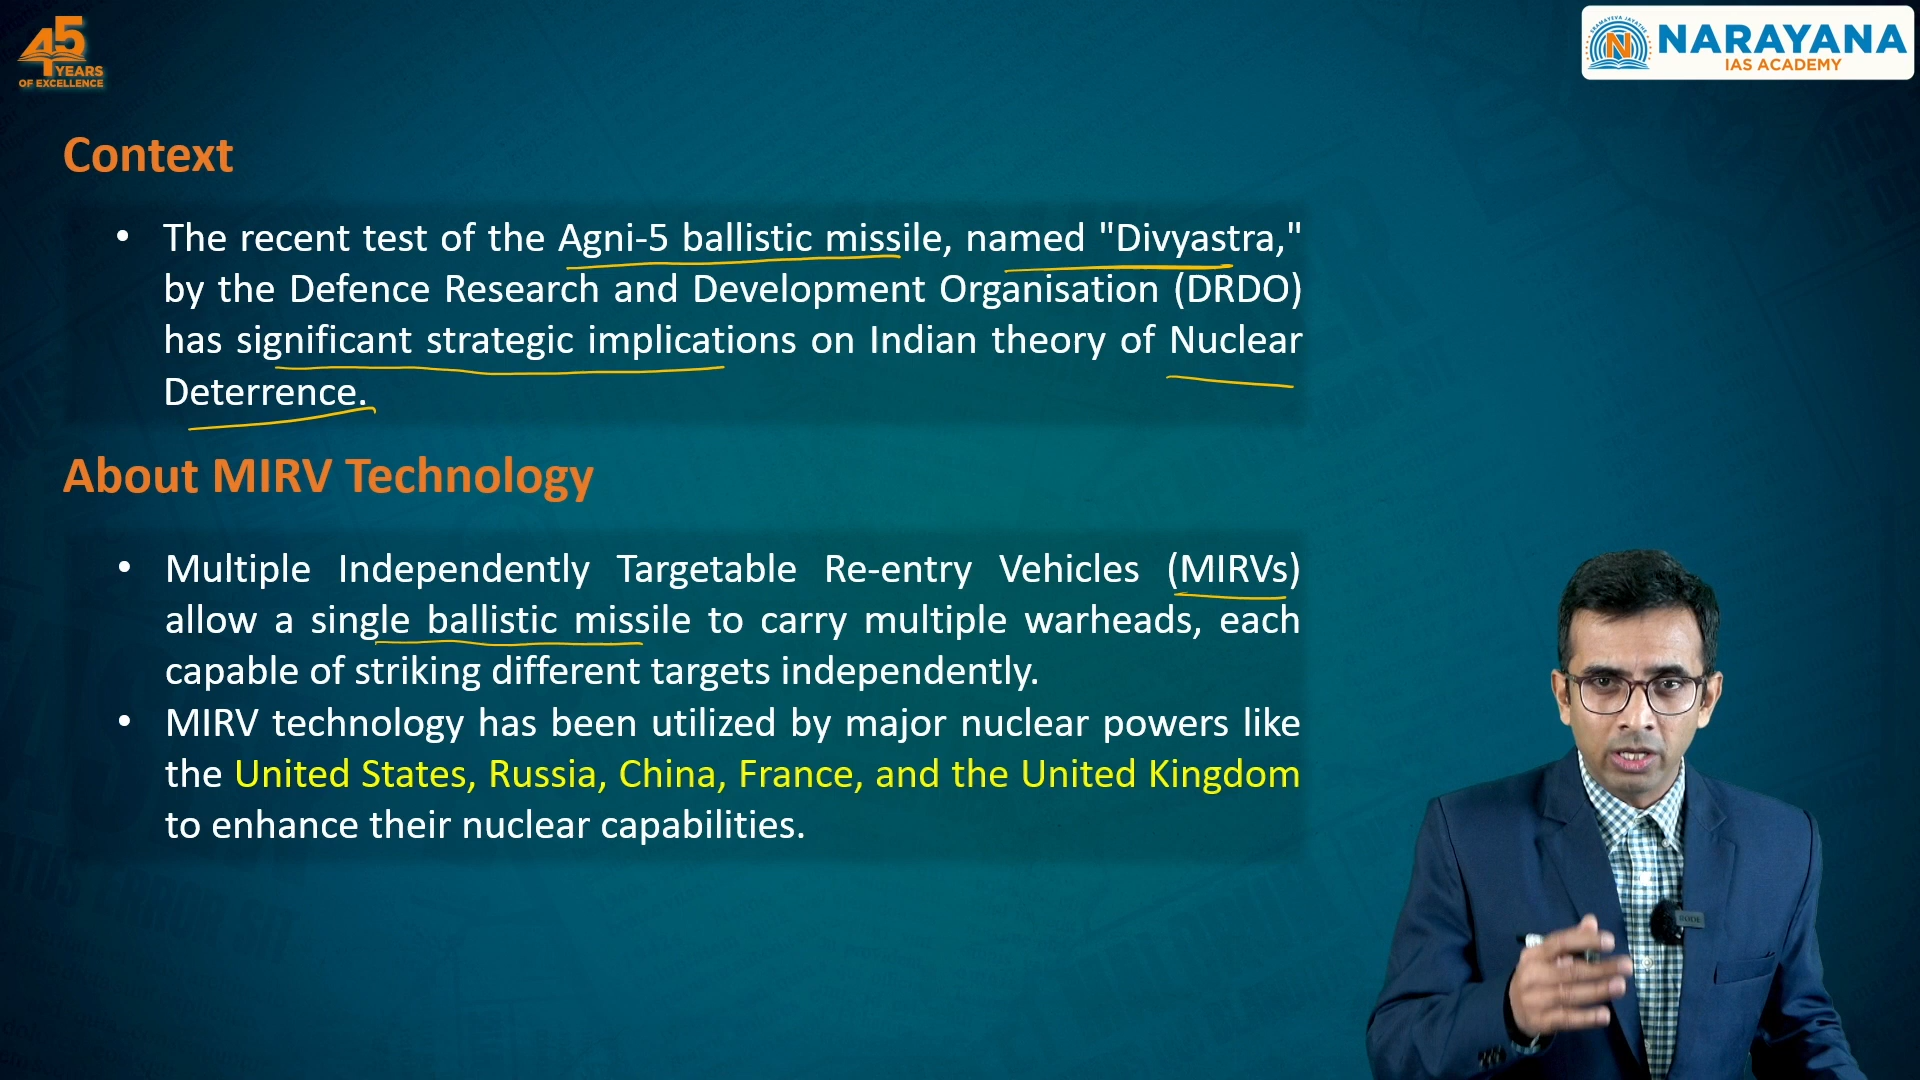 45
YEARS
OF EXCELLENCE
NARAYANA
IAS ACADEMY
Context
• The recent test of the Agni-5 ballistic missile, named "Divyastra,"
by the Defence Research and Development Organisation (DRDO)
has significant strategic implications on Indian theory of Nuclear
Deterrence.
About MIRV Technology
• Multiple Independently Targetable Re-entry Vehicles (MIRVs)
allow a single ballistic missile to carry multiple warheads, each
capable of striking different targets independently.
• MIRV technology has been utilized by major nuclear powers like
the United States, Russia, China, France, and the United Kingdom
to enhance their nuclear capabilities.
RODE